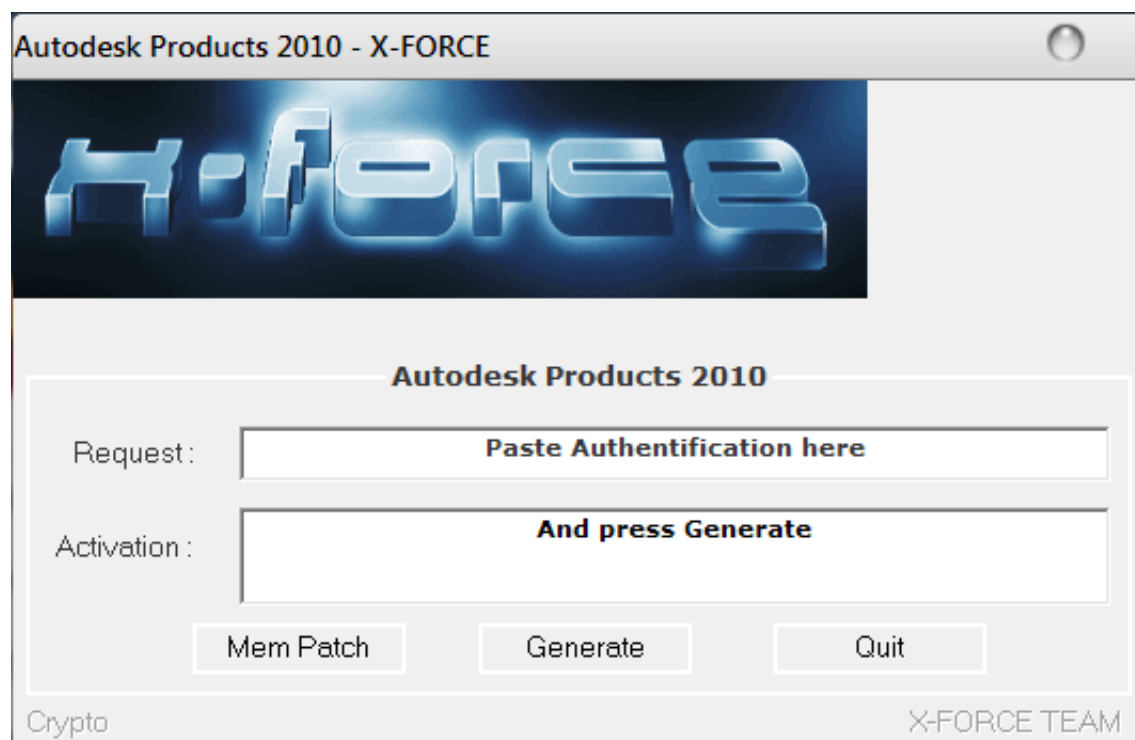 Autodesk Products 2010 - X-FORCE
x-force
Autodesk Products 2010
Request :
Paste Authentification here
Activation :
And press Generate
Mem Patch
Generate
Quit
Crypto
X-FORCE TEAM